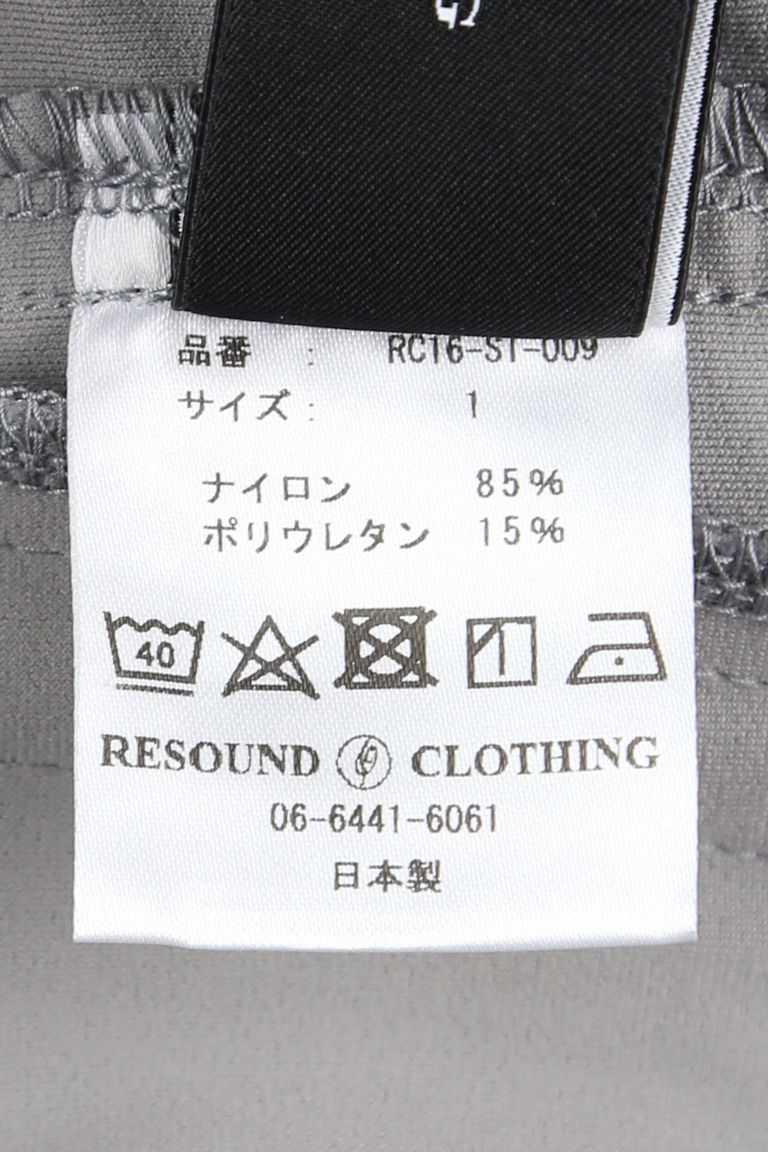 品番 : RC16-ST-009
サイズ : 1
ナイロン 85%
ポリウレタン 15%
40
RESOUND CLOTHING
06-6441-6061
日本製